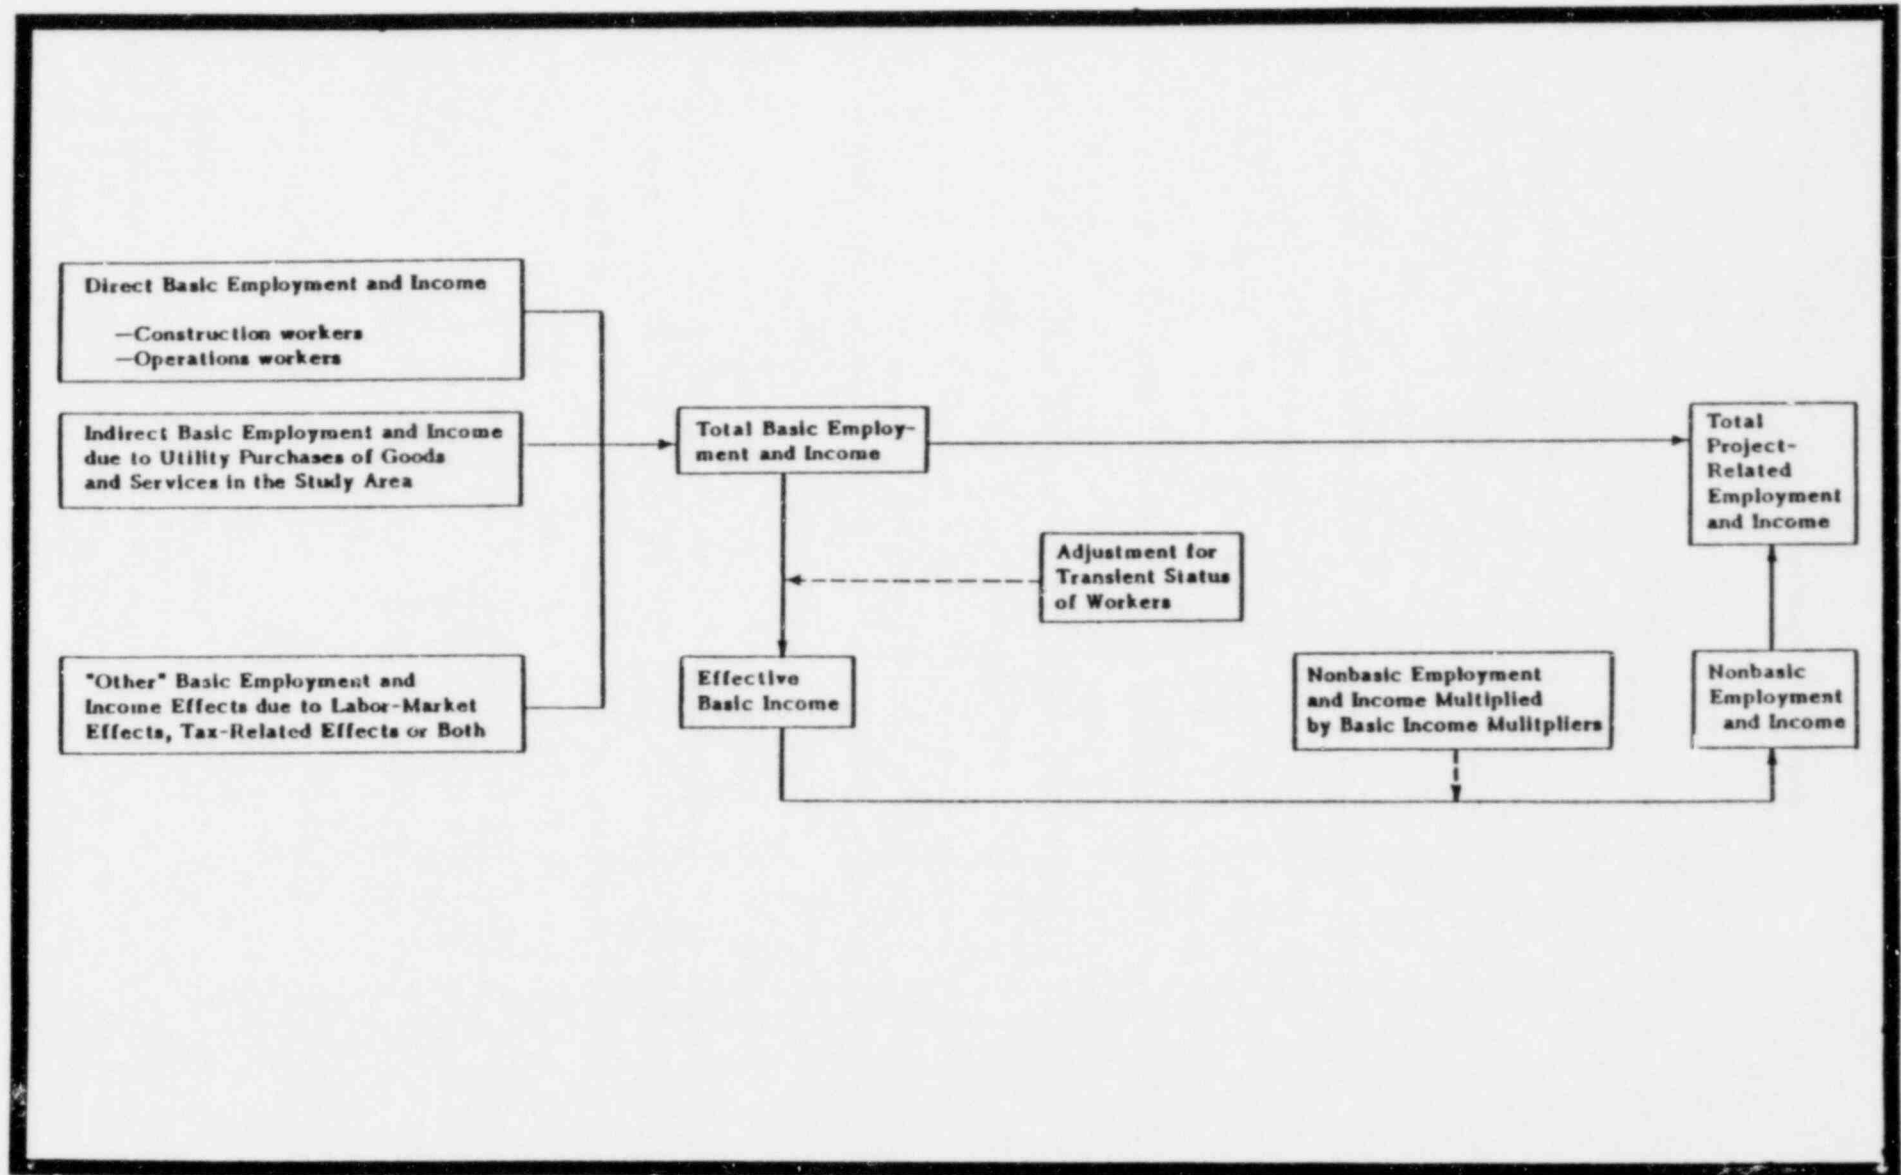 Direct Basic Employment and Income
—Construction workers
—Operations workers
Indirect Basic Employment and Income
due to Utility Purchases of Goods
and Services in the Study Area
"Other" Basic Employment and
Income Effects due to Labor-Market
Effects, Tax-Related Effects or Both
Total Basic Employ-
ment and Income
Effective
Basic Income
Adjustment for
Transient Status
of Workers
Nonbasic Employment
and Income Multiplied
by Basic Income Mulitpliers
Total
Project-
Related
Employment
and Income
Nonbasic
Employment
and Income